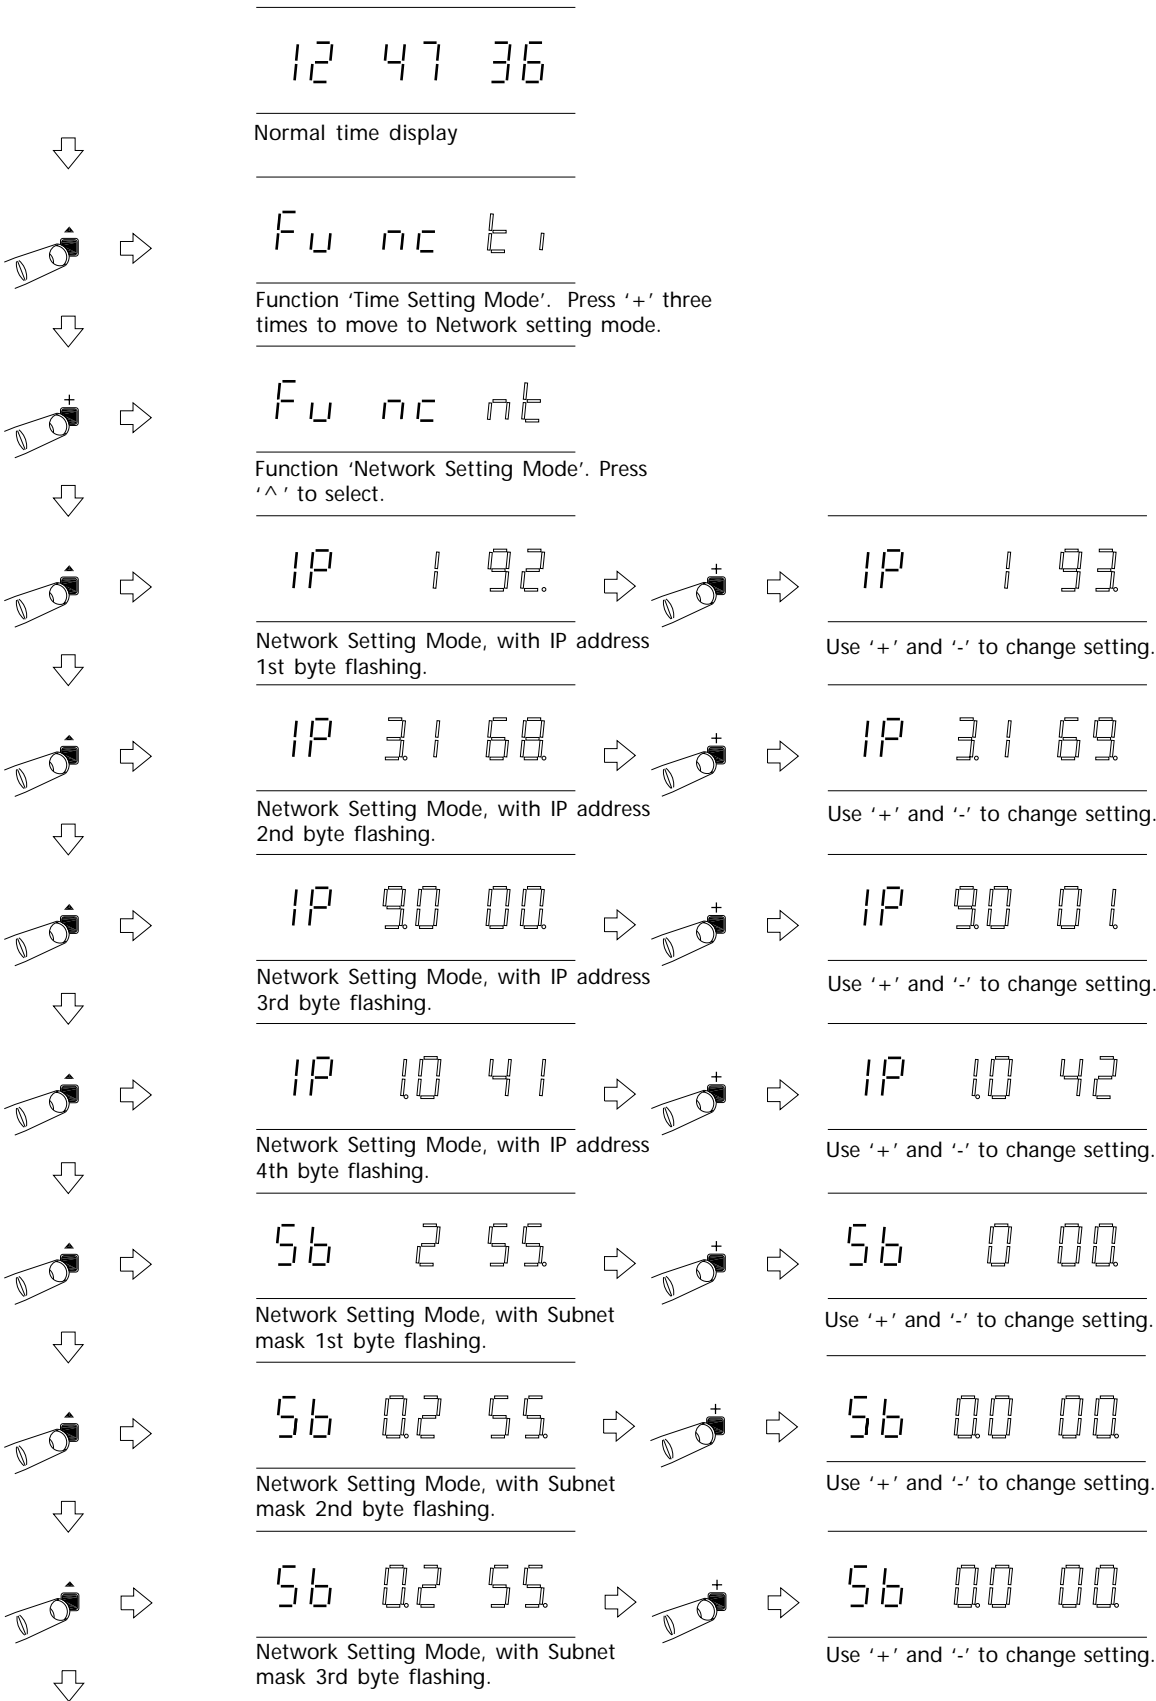 12 47 36
Normal time display
Fu nc ti
Function ‘Time Setting Mode’. Press ‘+’ three
times to move to Network setting mode.
+
Fu nc nt
Function ‘Network Setting Mode’. Press
‘^ ’ to select.
IP 1 92.
+
IP 1 93.
Network Setting Mode, with IP address
1st byte flashing.
Use ‘+’ and ‘-’ to change setting.
IP 3.1 68.
+
IP 3.1 69.
Network Setting Mode, with IP address
2nd byte flashing.
Use ‘+’ and ‘-’ to change setting.
IP 9.0 00.
+
IP 9.0 01.
Network Setting Mode, with IP address
3rd byte flashing.
Use ‘+’ and ‘-’ to change setting.
IP 1.0 41
+
IP 1.0 42
Network Setting Mode, with IP address
4th byte flashing.
Use ‘+’ and ‘-’ to change setting.
Sb 2 55.
+
Sb 0 00.
Network Setting Mode, with Subnet
mask 1st byte flashing.
Use ‘+’ and ‘-’ to change setting.
Sb 0.2 55.
+
Sb 0.0 00.
Network Setting Mode, with Subnet
mask 2nd byte flashing.
Use ‘+’ and ‘-’ to change setting.
Sb 0.2 55.
+
Sb 0.0 00.
Network Setting Mode, with Subnet
mask 3rd byte flashing.
Use ‘+’ and ‘-’ to change setting.